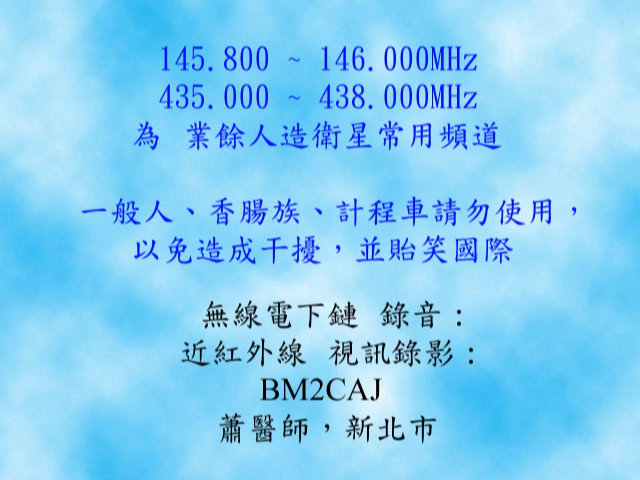 145.800 ~ 146.000MHz
435.000 ~ 438.000MHz
為 業餘人造衛星常用頻道
一般人、香腸族、計程車請勿使用，
以免造成干擾，並貽笑國際
無線電下鏈 錄音：
近紅外線 視訊錄影：
BM2CAJ
蕭醫師，新北市